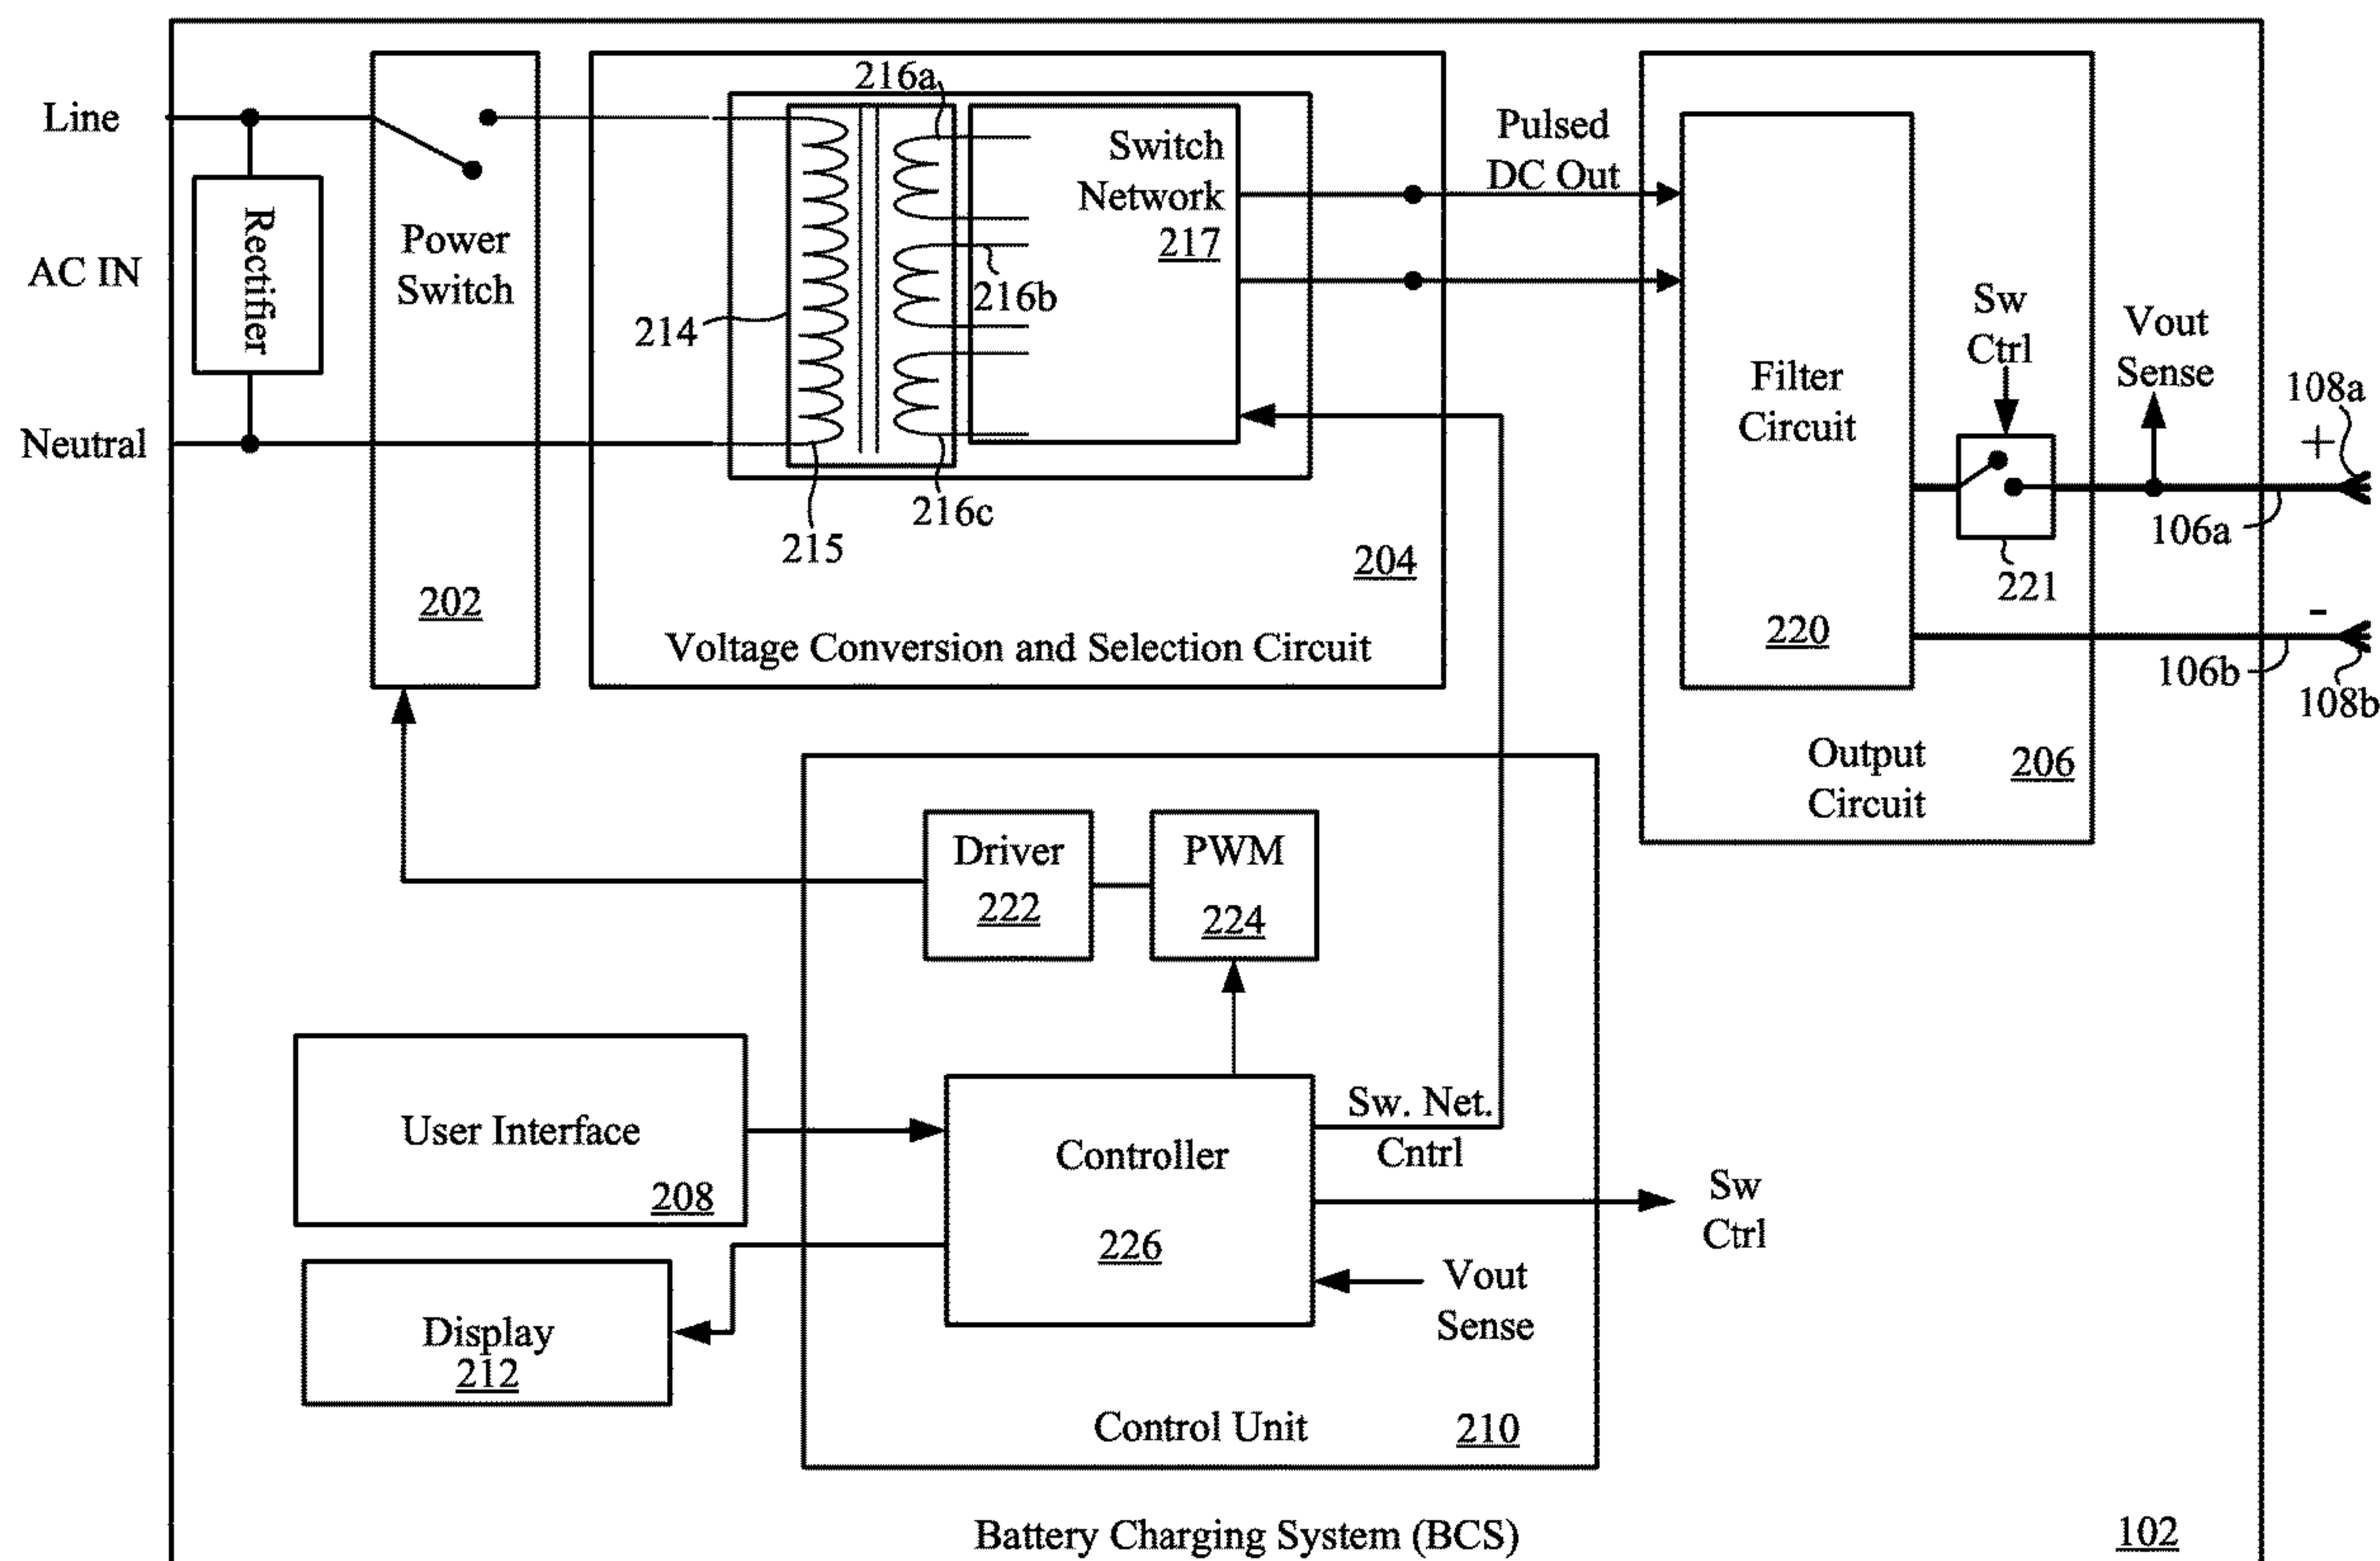 Line
AC IN
Neutral
Rectifier
Power
Switch
202
216a
216b
216c
214
215
Switch
Network
217
204
Voltage Conversion and Selection Circuit
Pulsed
DC Out
Filter
Circuit
220
Sw
Ctrl
221
Vout
Sense
108a
+
106a
-
106b
108b
Output
Circuit
206
Driver
222
PWM
224
User Interface
208
Controller
226
Sw. Net.
Cntrl
Sw
Ctrl
Vout
Sense
Display
212
Control Unit
210
Battery Charging System (BCS)
102